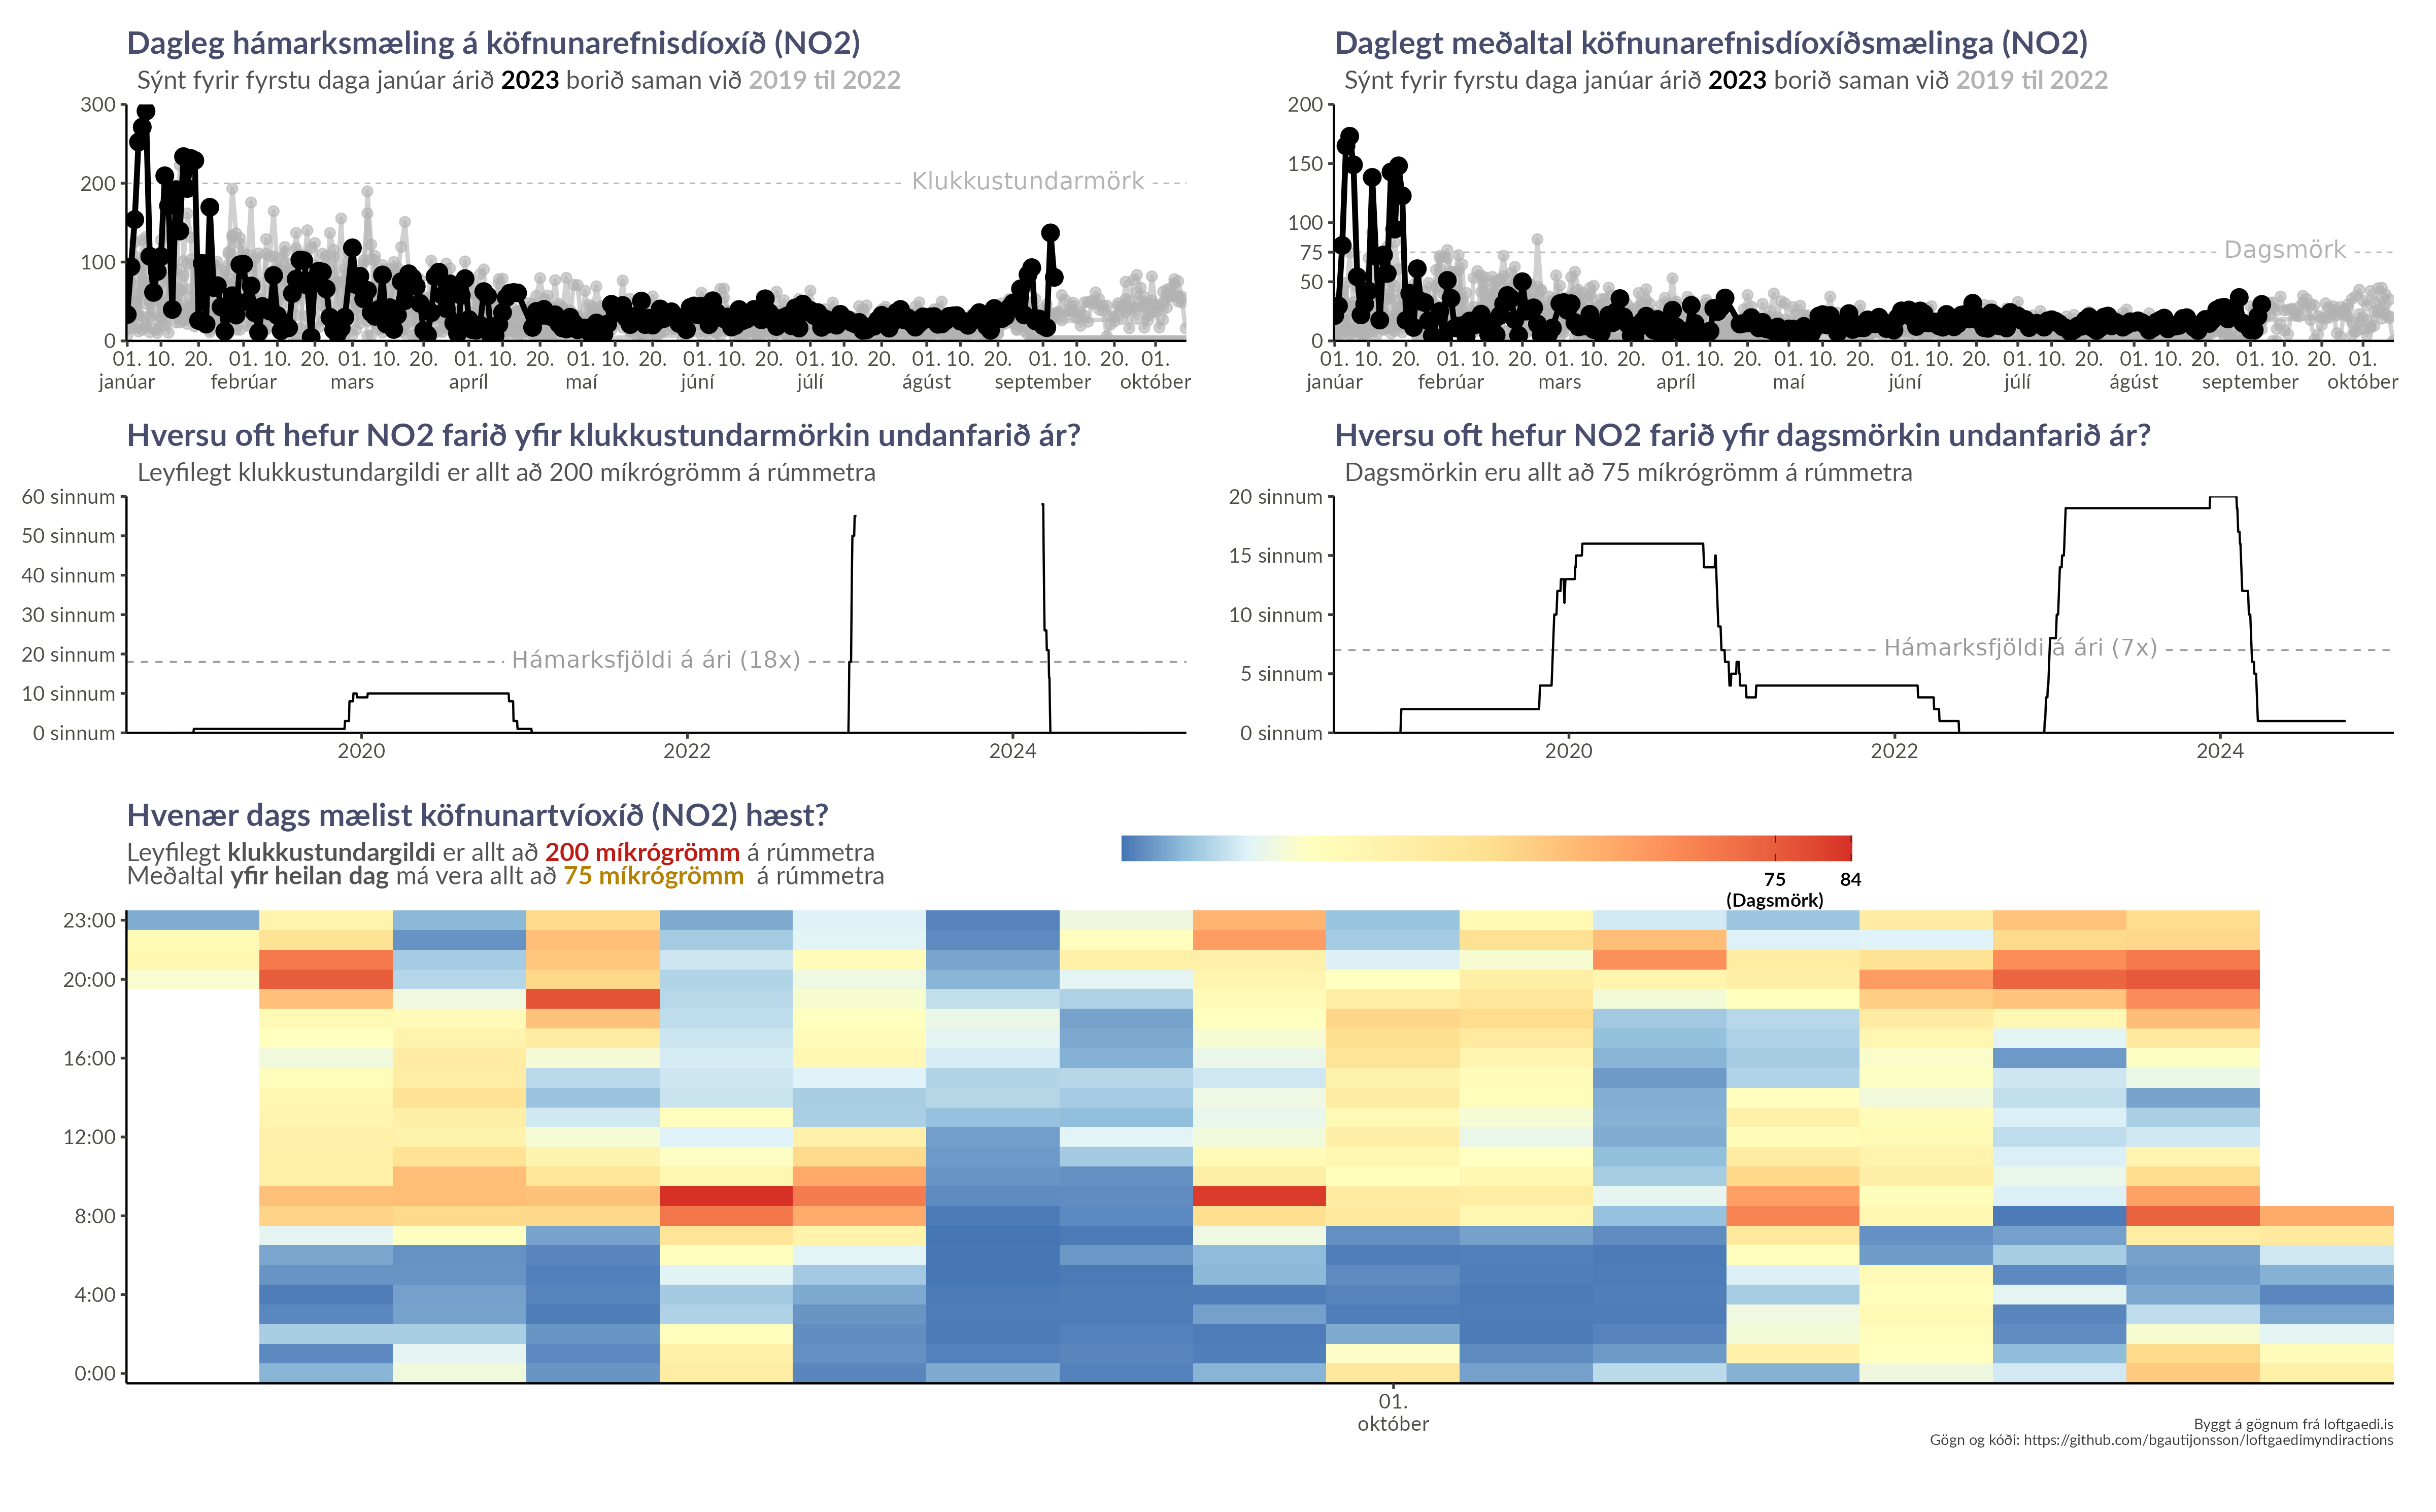 Dagleg hámarksmæling á köfnunarefnisdíoxíð (NO2)
Sýnt fyrir fyrstu daga janúar árið 2023 borið saman við 2019 til 2022
300
200
100
0
Klukkustundarmörk
01. 10. 20. 01. 10. 20. 01. 10. 20. 01. 10. 20. 01. 10. 20. 01. 10. 20. 01. 10. 20. 01. 10. 20. 01. 10. 20. 01.
janúar febrúar mars apríl maí júní júlí ágúst september október
Daglegt meðaltal köfnunarefnisdíoxíðsmælinga (NO2)
Sýnt fyrir fyrstu daga janúar árið 2023 borið saman við 2019 til 2022
200
150
100
75
50
0
Dagsmörk
01. 10. 20. 01. 10. 20. 01. 10. 20. 01. 10. 20. 01. 10. 20. 01. 10. 20. 01. 10. 20. 01. 10. 20. 01. 10. 20. 01.
janúar febrúar mars apríl maí júní júlí ágúst september október
Hversu oft hefur NO2 farið yfir klukkustundarmörkin undanfarið ár?
Leyfilegt klukkustundargildi er allt að 200 míkrógrömm á rúmmetra
60 sinnum
50 sinnum
40 sinnum
30 sinnum
20 sinnum
10 sinnum
0 sinnum
Hámarksfjöldi á ári (18x)
2020 2022 2024
Hversu oft hefur NO2 farið yfir dagsmörkin undanfarið ár?
Dagsmörkin eru allt að 75 míkrógrömm á rúmmetra
20 sinnum
15 sinnum
10 sinnum
5 sinnum
0 sinnum
Hámarksfjöldi á ári (7x)
2020 2022 2024
Hvenær dags mælist köfnunartvíoxíð (NO2) hæst?
Leyfilegt klukkustundargildi er allt að 200 míkrógrömm á rúmmetra
Meðaltal yfir heilan dag má vera allt að 75 míkrógrömm á rúmmetra
75 84
(Dagsmörk)
23:00
20:00
16:00
12:00
8:00
4:00
0:00
01.
október
Byggt á gögnum frá loftgaedi.is
Gögn og kóði: https://github.com/bgautijonsson/loftgaedimyndiractions